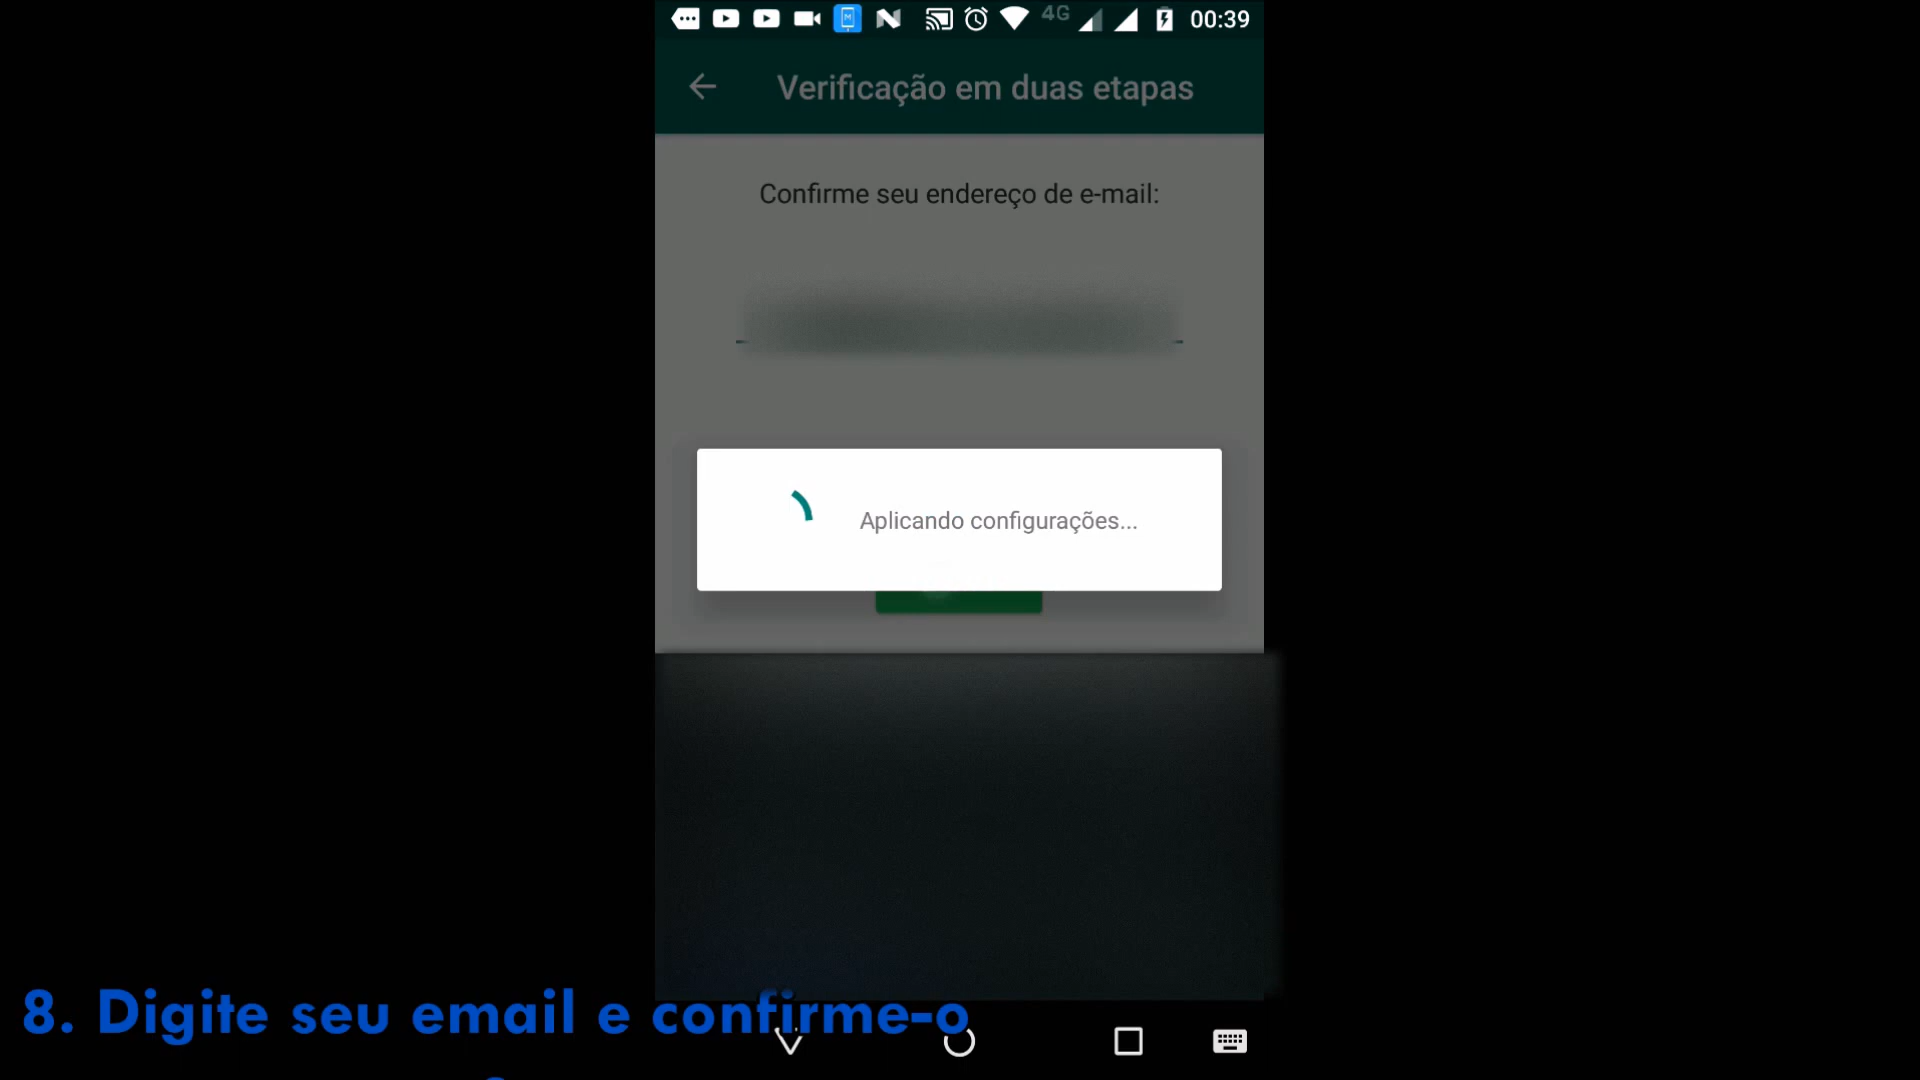 4G 00:39
Verificação em duas etapas
Confirme seu endereço de e-mail:
Aplicando configurações...
8. Digite seu email e confirme-o